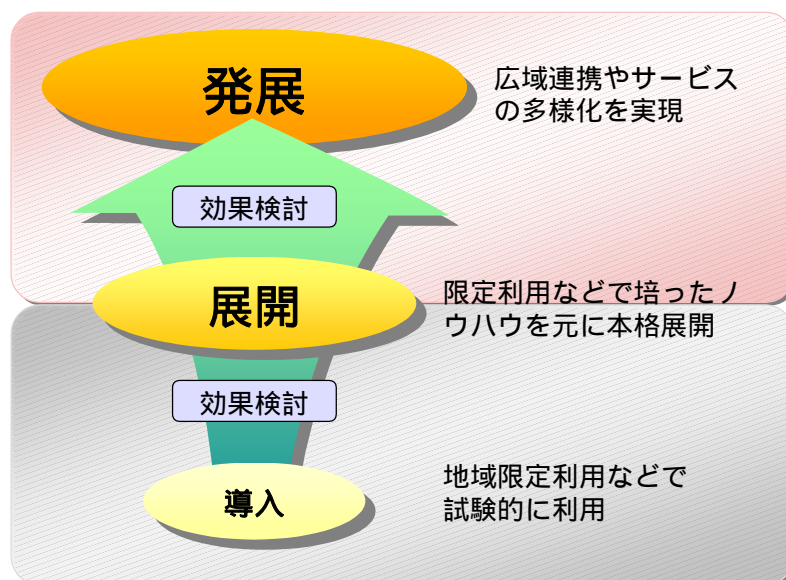 発展
広域連携やサービス
の多様化を実現
効果検討
展開
限定利用などで培ったノ
ウハウを元に本格展開
効果検討
導入
地域限定利用などで
試験的に利用